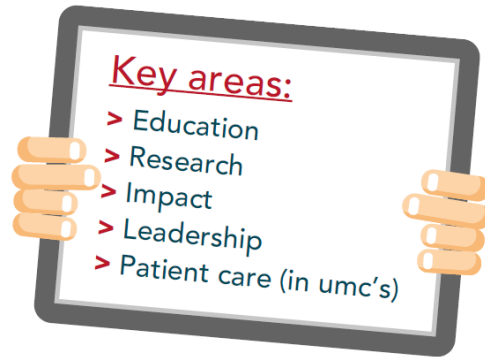 Key areas:
> Education
> Research
> Impact
> Leadership
> Patient care (in umc's)